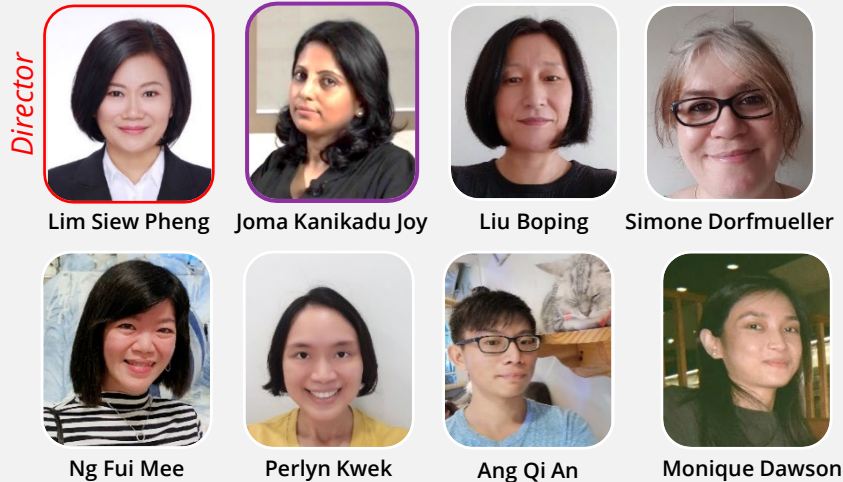 Director
Lim Siew Pheng
Joma Kanikadu Joy
Liu Boping
Simone Dorfmueller
Ng Fui Mee
Perlyn Kwek
Ang Qi An
Monique Dawson